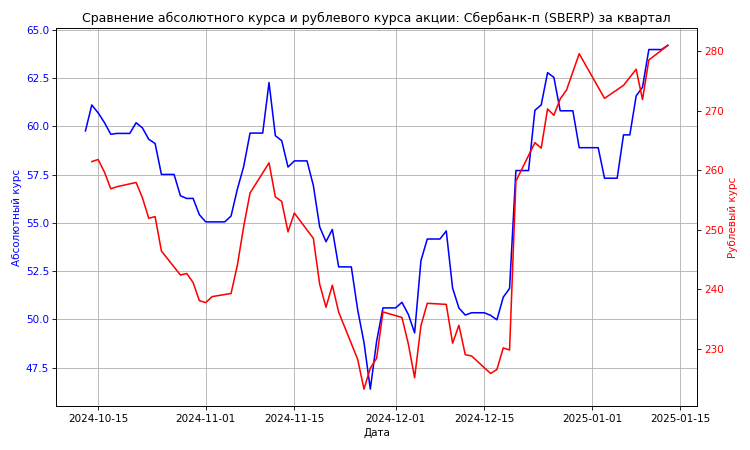 Сравнение абсолютного курса и рублевого курса акции: Сбербанк-п (SBERP) за квартал
65.0
62.5
60.0
57.5
55.0
52.5
50.0
47.5
Абсолютный курс
280
270
260
250
240
230
Рублевый курс
2024-10-15 2024-11-01 2024-11-15 2024-12-01 2024-12-15 2025-01-01 2025-01-15
Дата